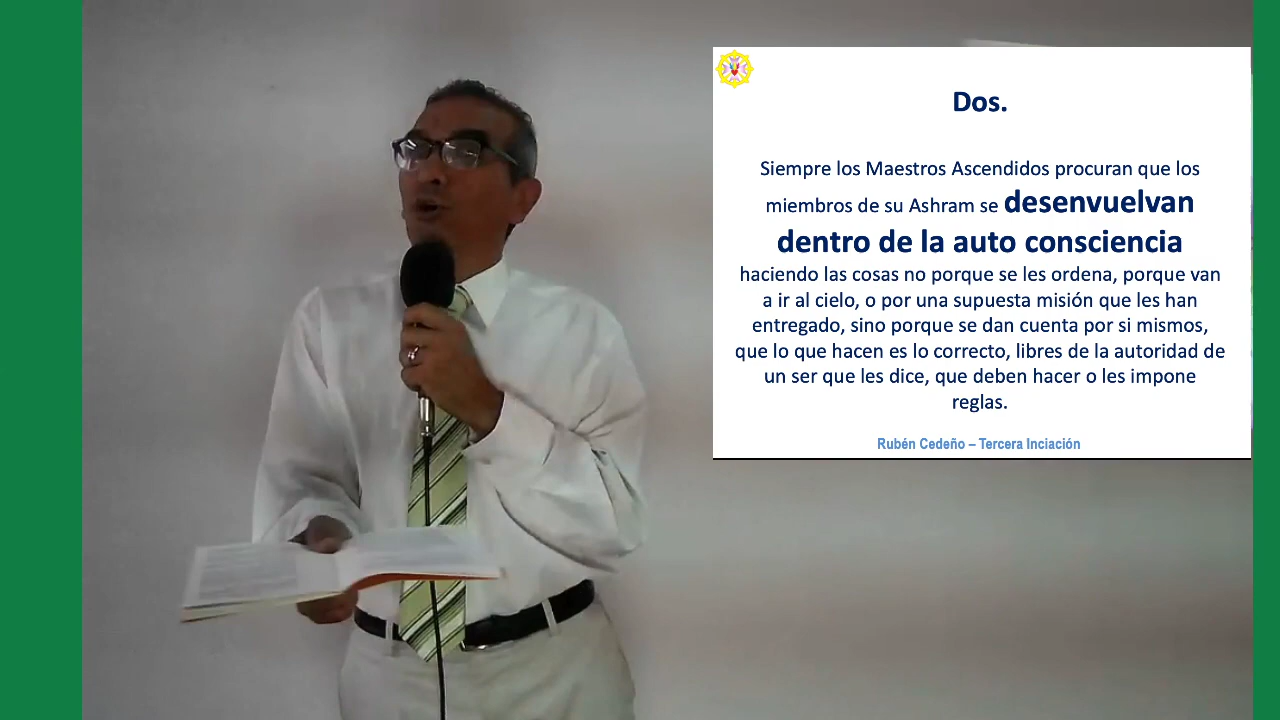 Dos.
Siempre los Maestros Ascendidos procuran que los
miembros de su Ashram se desenvuelvan
dentro de la auto consciencia
haciendo las cosas no porque se les ordena, porque van
a ir al cielo, o por una supuesta misión que les han
entregado, sino porque se dan cuenta por si mismos,
que lo que hacen es lo correcto, libres de la autoridad de
un ser que les dice, que deben hacer o les impone
reglas.
Rubén Cedeño – Tercera Inciación